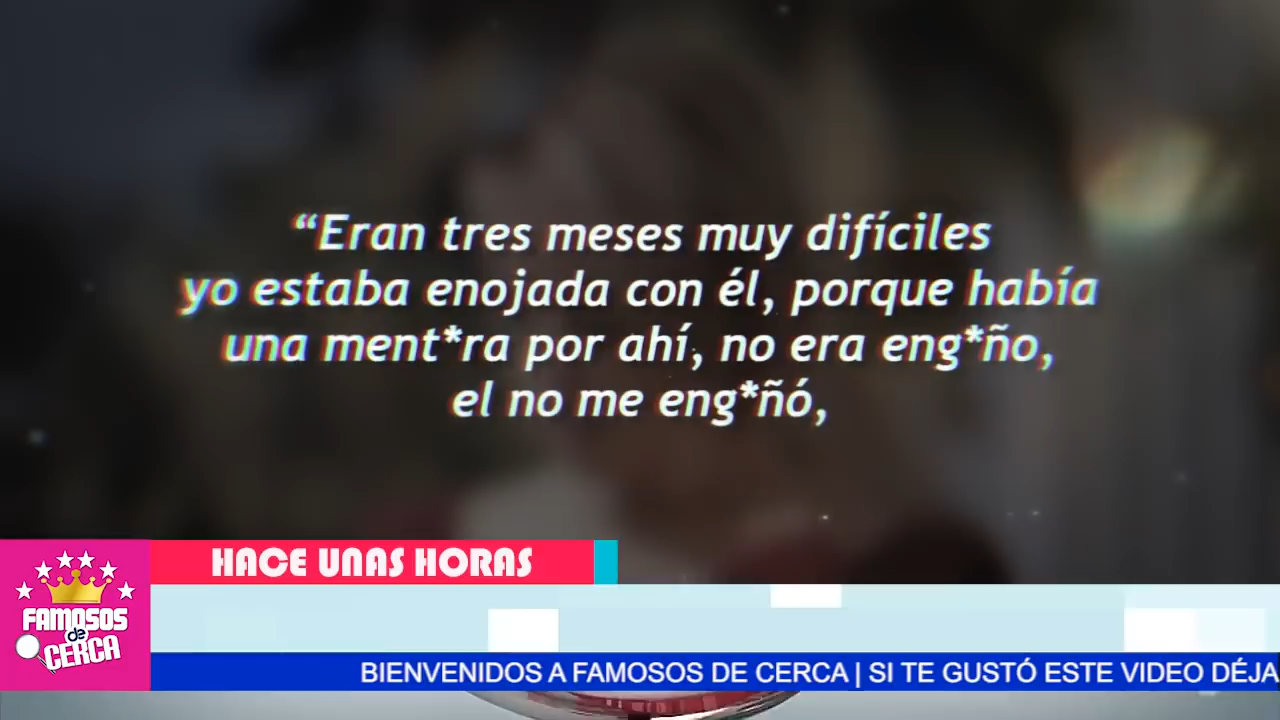 “Eran tres meses muy difíciles
yo estaba enojada con él, porque había
una ment*ra por ahí, no era eng*ño,
el no me eng*ñó,
HACE UNAS HORAS
FAMOSOS
de
CERCA
BIENVENIDOS A FAMOSOS DE CERCA | SI TE GUSTÓ ESTE VIDEO DÉJA